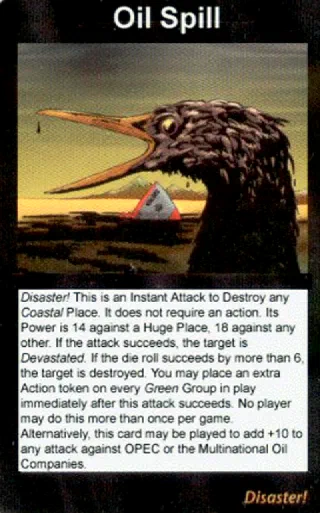 Oil Spill
Disaster! This is an Instant Attack to Destroy any
Coastal Place. It does not require an action. Its
Power is 14 against a Huge Place, 18 against any
other. If the attack succeeds, the target is
Devastated. If the die roll succeeds by more than 6,
the target is destroyed. You may place an extra
Action token on every Green Group in play
immediately after this attack succeeds. No player
may do this more than once per game.
Alternatively, this card may be played to add +10 to
any attack against OPEC or the Multinational Oil
Companies.
Disaster!